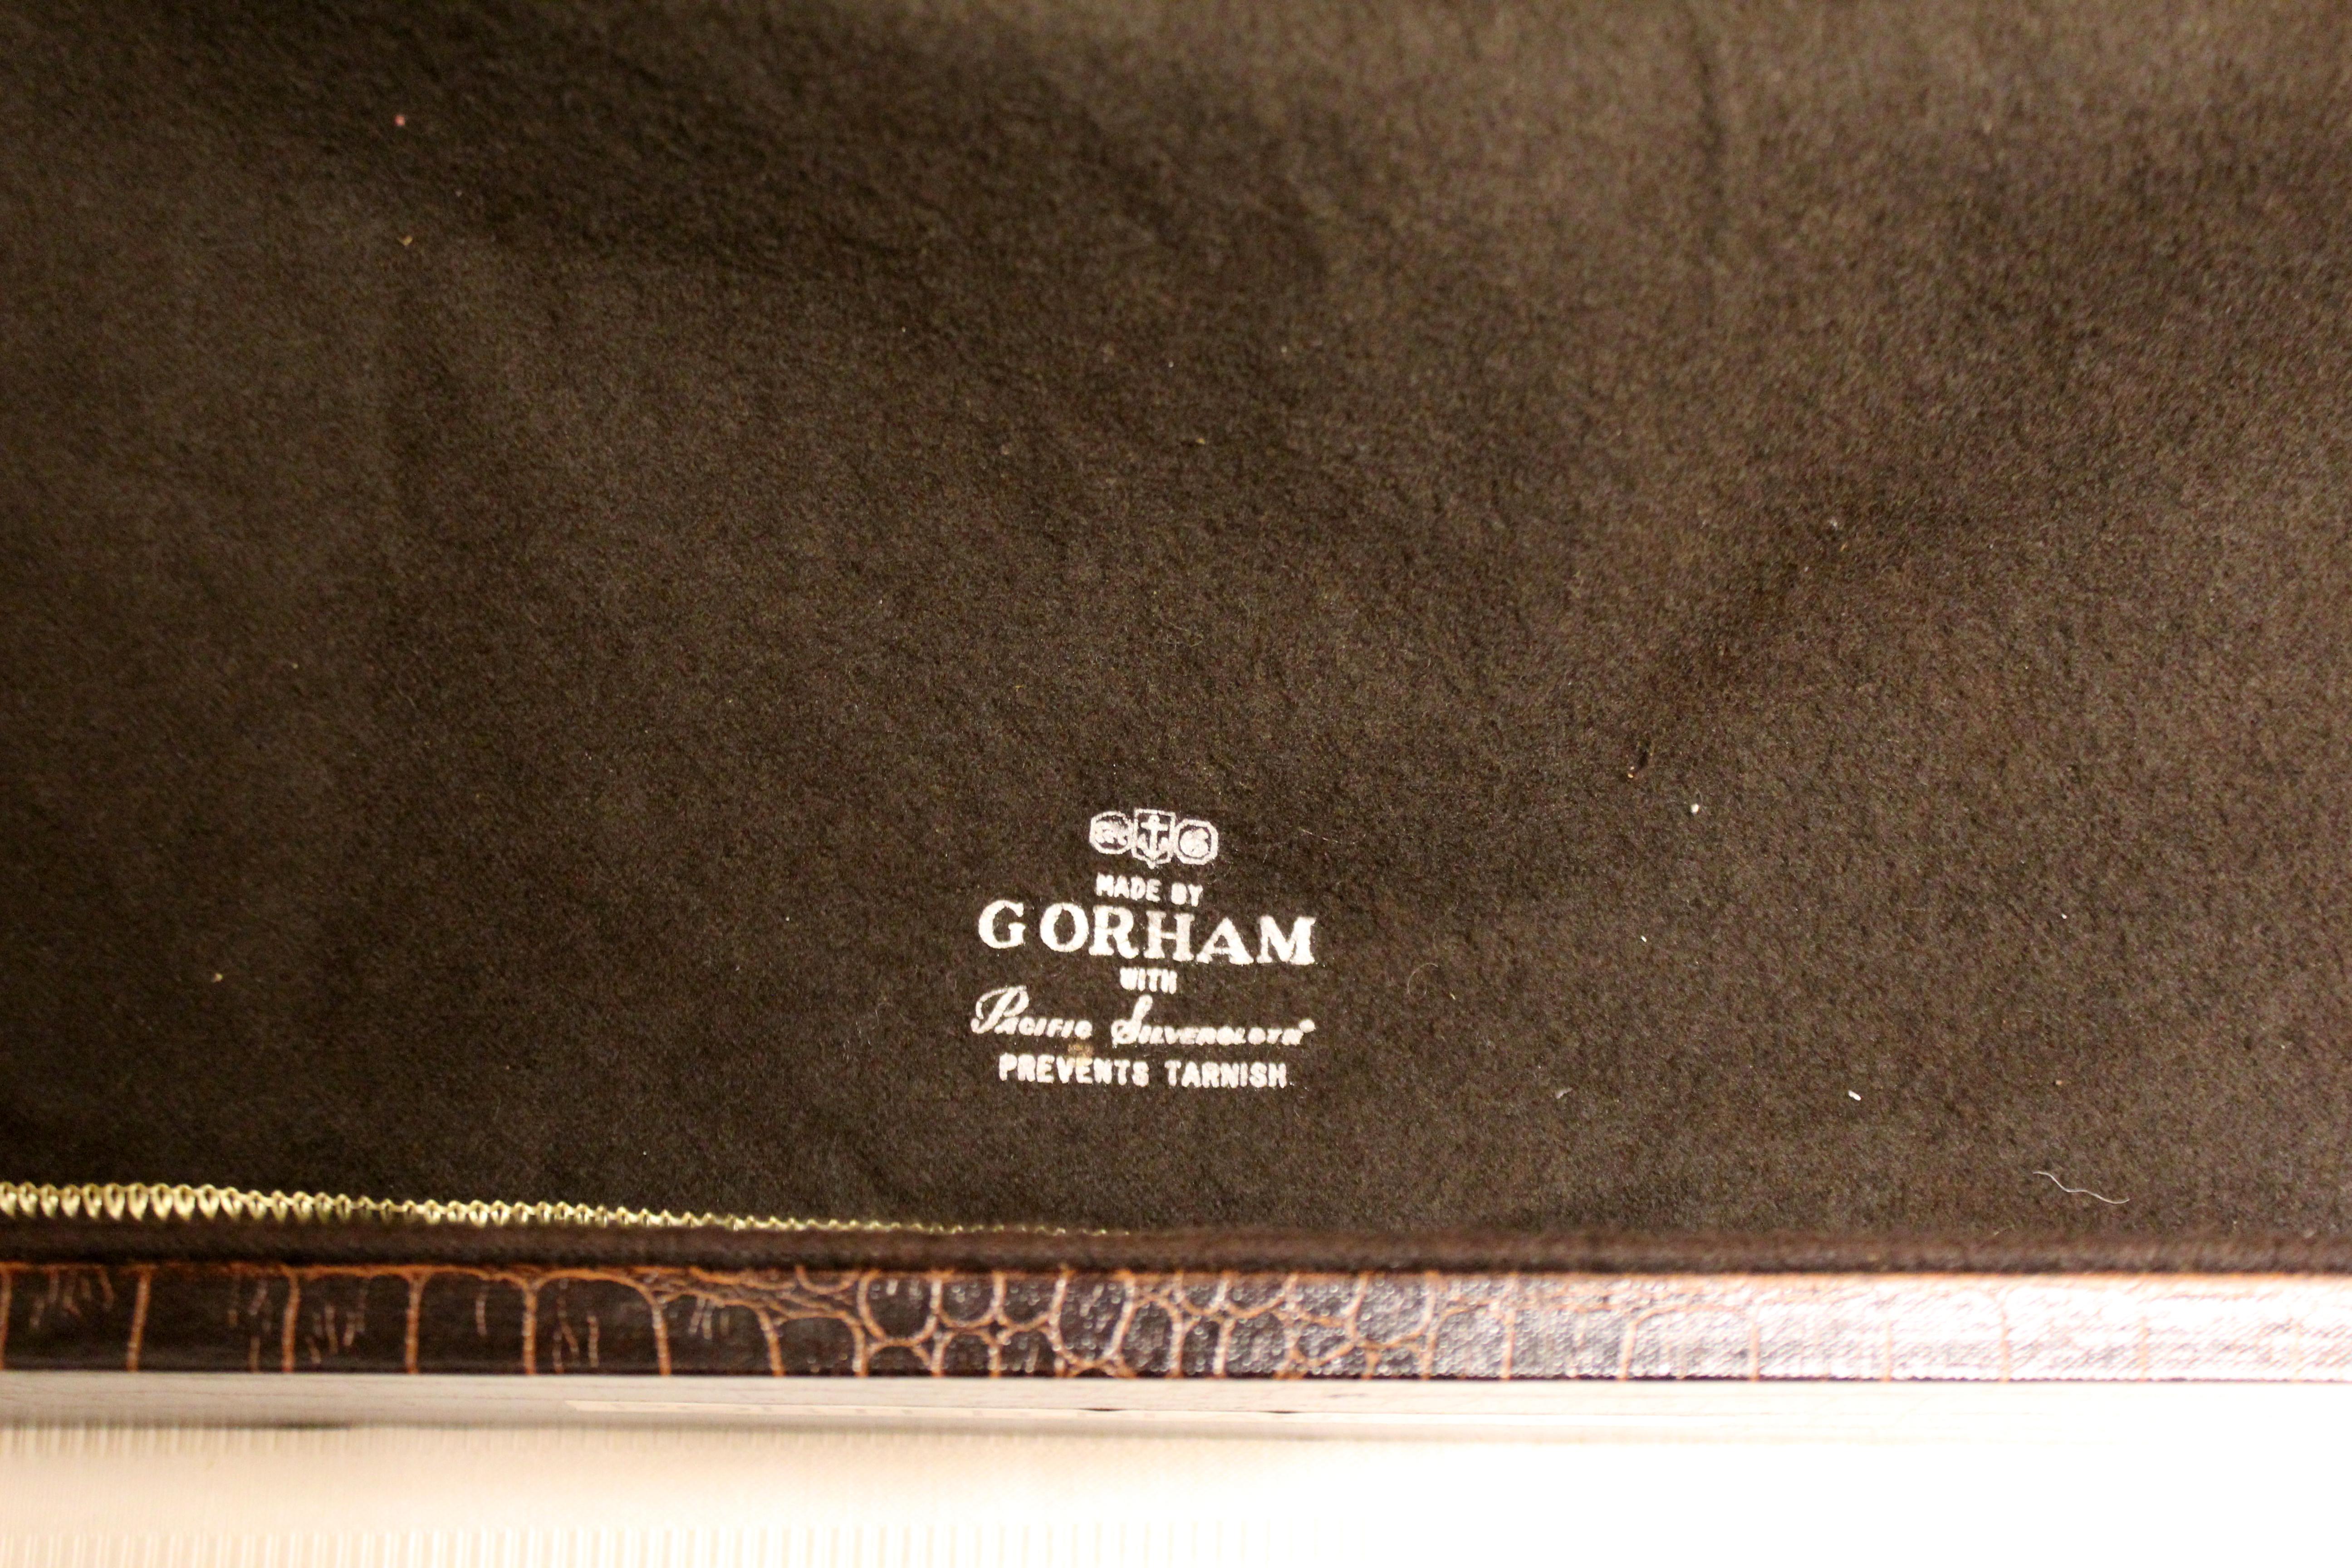 MADE BY
GORHAM
WITH
PACIFIC SILVERCLOTH®
PREVENTS TARNISH